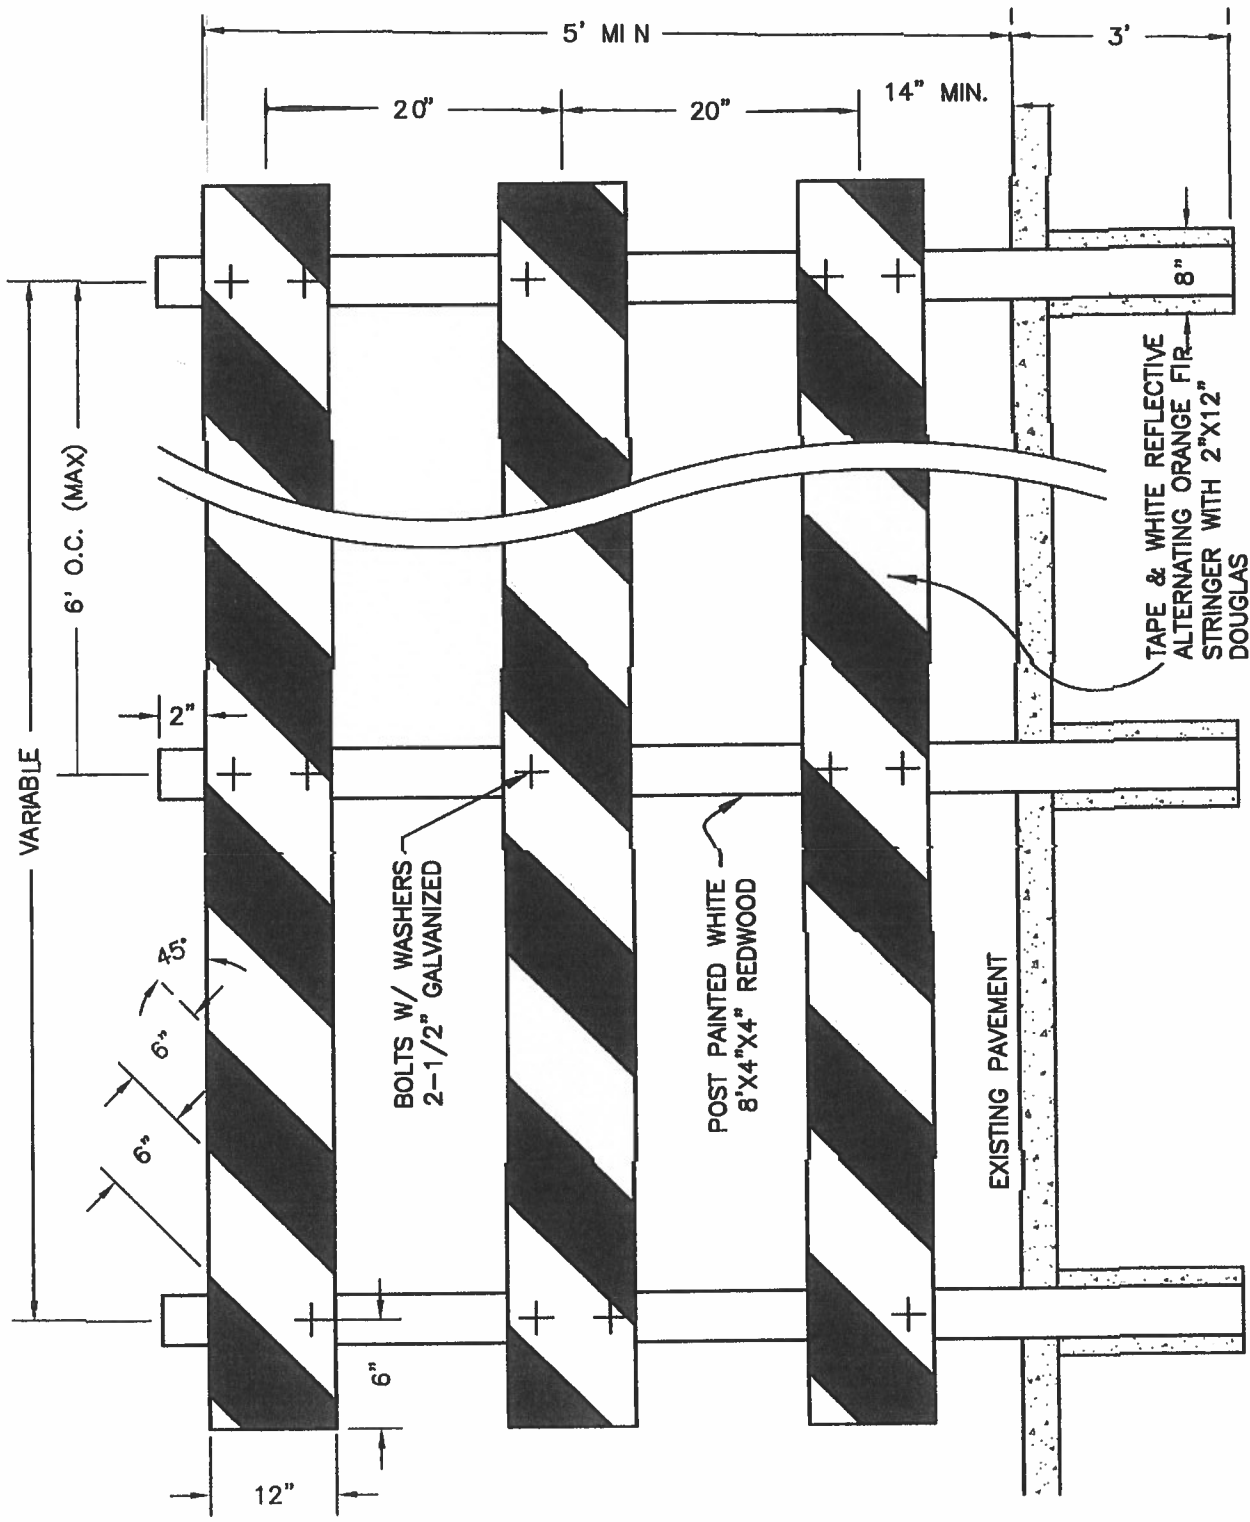 5' MIN
3'
20"
20"
14" MIN.
8"
6' O.C. (MAX)
VARIABLE
2"
TAPE & WHITE REFLECTIVE
ALTERNATING ORANGE FIR
STRINGER WITH 2"X12"
DOUGLAS
BOLTS W/ WASHERS
2-1/2" GALVANIZED
POST PAINTED WHITE
8'X4"X4" REDWOOD
EXISTING PAVEMENT
45°
6"
6"
6"
12"